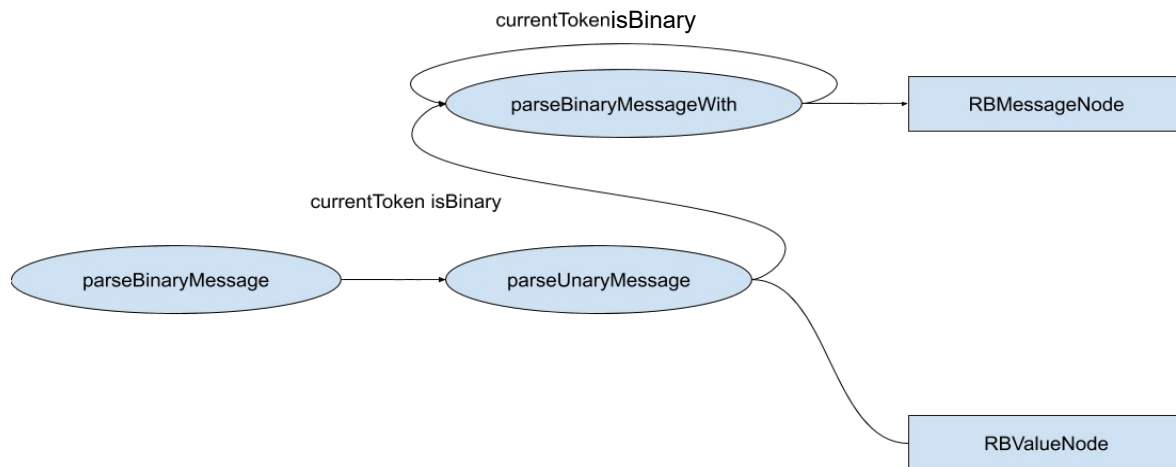 currentTokenisBinary
parseBinaryMessageWith
RBMessageNode
currentToken isBinary
parseBinaryMessage
parseUnaryMessage
RBValueNode